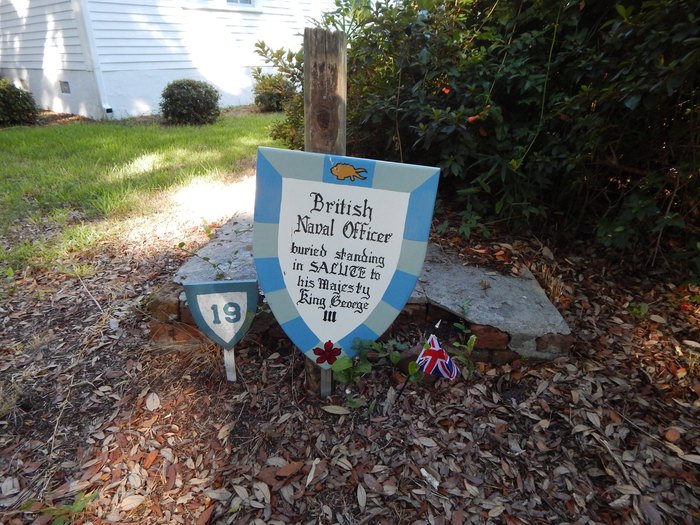 British
Naval Officer
buried standing
in SALUTE to
his Majesty
King George
III
19